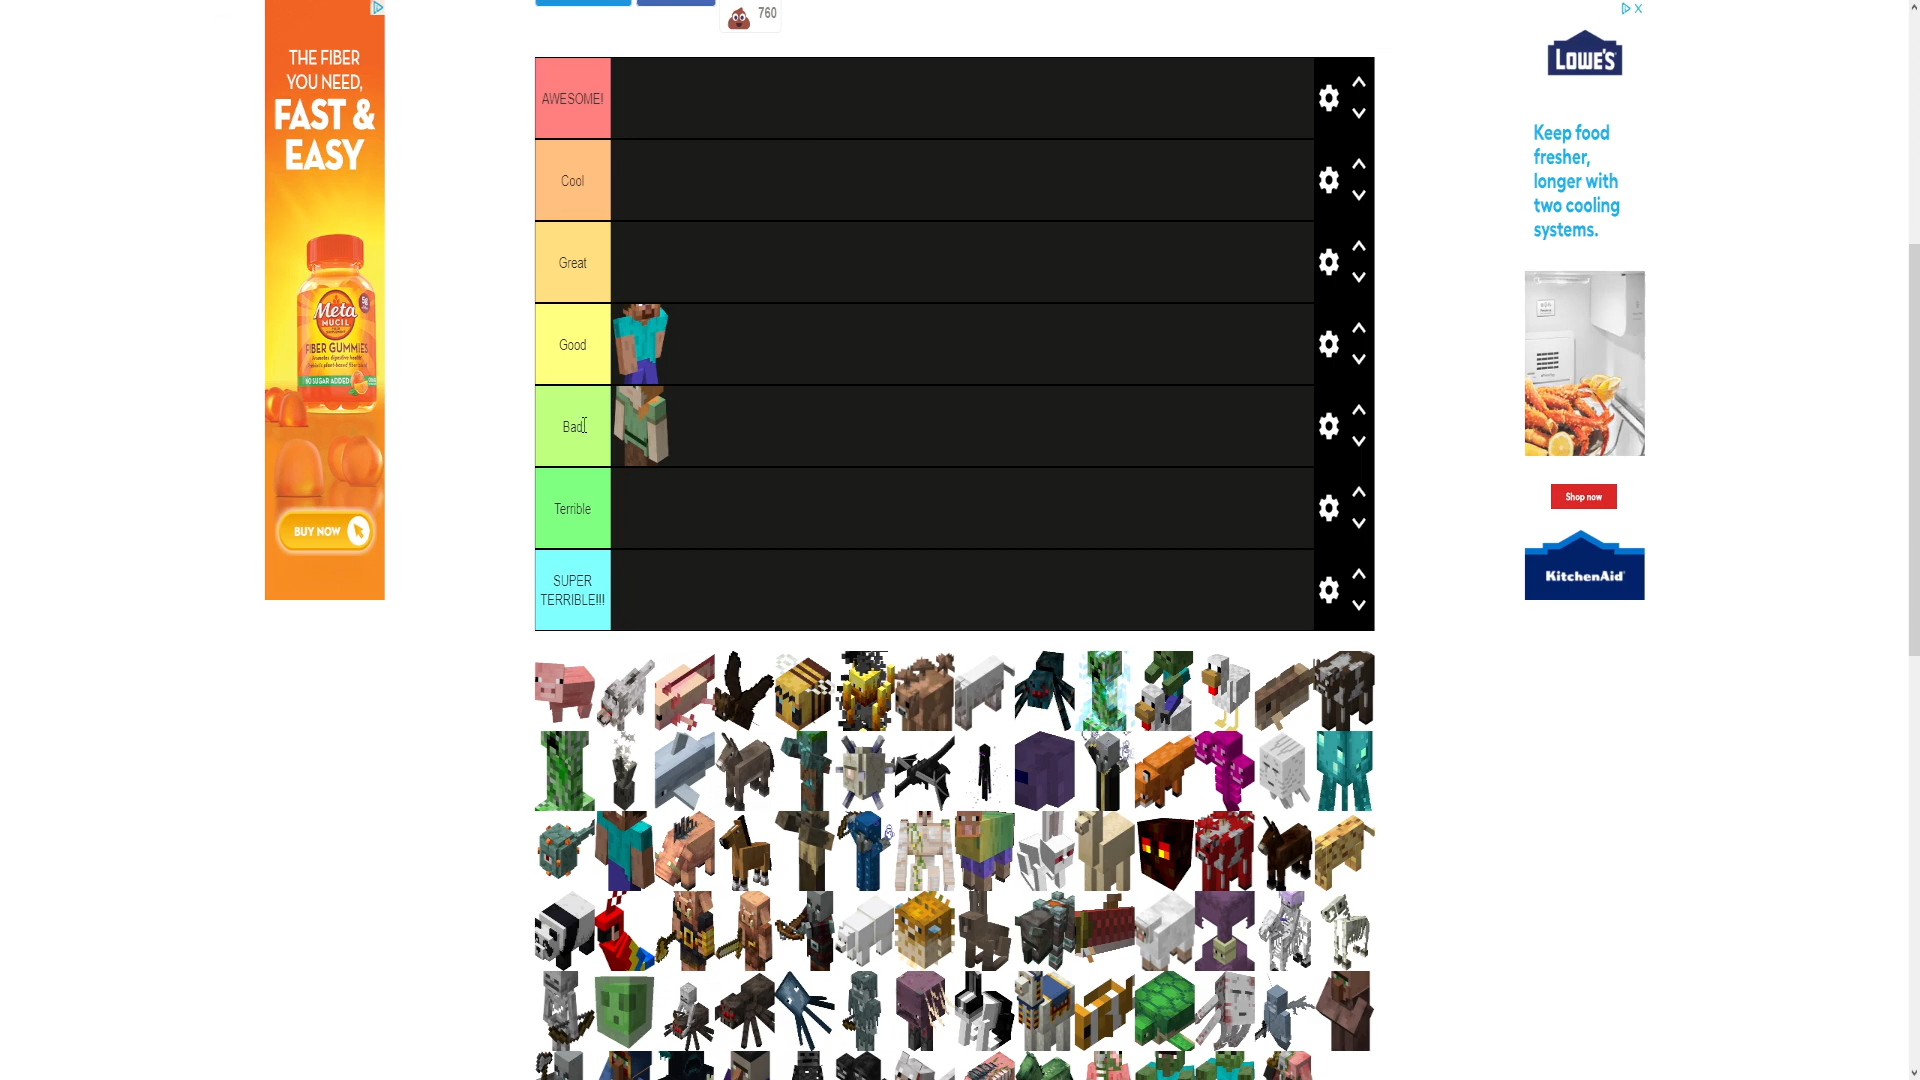 760
THE FIBER
YOU NEED,
FAST &
EASY
Meta
MUCIL
FIBER GUMMIES
NO SUGAR ADDED
BUY NOW
AWESOME!
Cool
Great
Good
Bad
Terrible
SUPER
TERRIBLE!!!
X
LOWE'S
Keep food
fresher,
longer with
two cooling
systems.
Shop now
KitchenAid